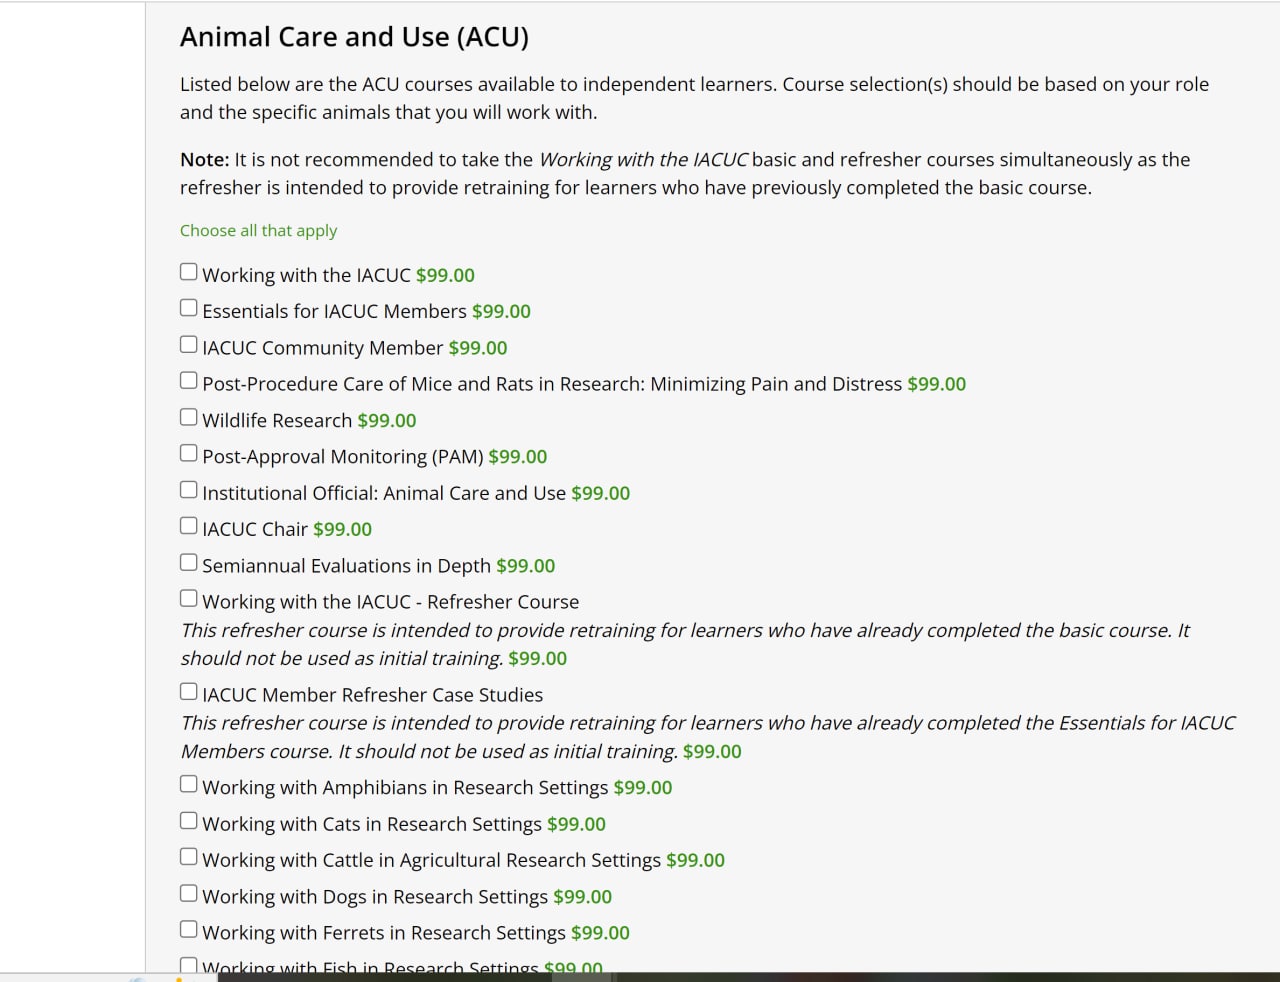 Animal Care and Use (ACU)
Listed below are the ACU courses available to independent learners. Course selection(s) should be based on your role
and the specific animals that you will work with.
Note: It is not recommended to take the Working with the IACUC basic and refresher courses simultaneously as the
refresher is intended to provide retraining for learners who have previously completed the basic course.
Choose all that apply
Working with the IACUC $99.00
Essentials for IACUC Members $99.00
IACUC Community Member $99.00
Post-Procedure Care of Mice and Rats in Research: Minimizing Pain and Distress $99.00
Wildlife Research $99.00
Post-Approval Monitoring (PAM) $99.00
Institutional Official: Animal Care and Use $99.00
IACUC Chair $99.00
Semiannual Evaluations in Depth $99.00
Working with the IACUC - Refresher Course
This refresher course is intended to provide retraining for learners who have already completed the basic course. It
should not be used as initial training. $99.00
IACUC Member Refresher Case Studies
This refresher course is intended to provide retraining for learners who have already completed the Essentials for IACUC
Members course. It should not be used as initial training. $99.00
Working with Amphibians in Research Settings $99.00
Working with Cats in Research Settings $99.00
Working with Cattle in Agricultural Research Settings $99.00
Working with Dogs in Research Settings $99.00
Working with Ferrets in Research Settings $99.00
Working with Fish in Research Settings $99.00